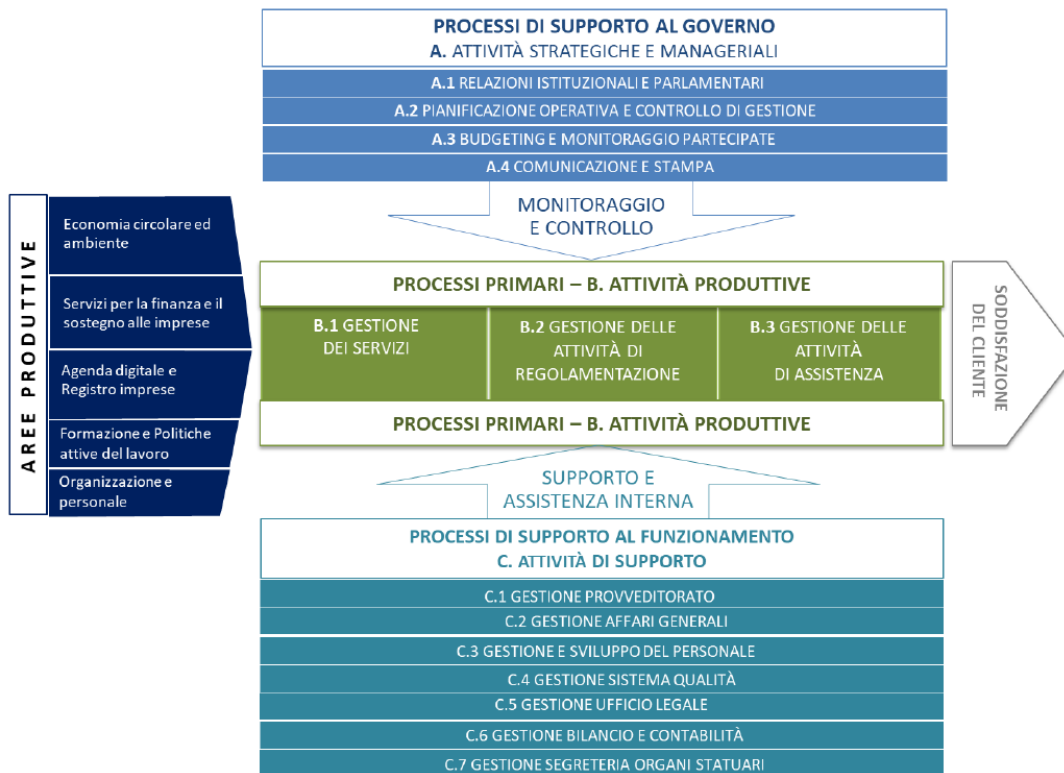 PROCESSI DI SUPPORTO AL GOVERNO
A. ATTIVITÀ STRATEGICHE E MANAGERIALI
A.1 RELAZIONI ISTITUZIONALI E PARLAMENTARI
A.2 PIANIFICAZIONE OPERATIVA E CONTROLLO DI GESTIONE
A.3 BUDGETING E MONITORAGGIO PARTECIPATE
A.4 COMUNICAZIONE E STAMPA
MONITORAGGIO
E CONTROLLO
AREE PRODUTTIVE
Economia circolare ed
ambiente
Servizi per la finanza e il
sostegno alle imprese
Agenda digitale e
Registro imprese
Formazione e Politiche
attive del lavoro
Organizzazione e
personale
PROCESSI PRIMARI – B. ATTIVITÀ PRODUTTIVE
B.1 GESTIONE
DEI SERVIZI
B.2 GESTIONE DELLE
ATTIVITÀ DI
REGOLAMENTAZIONE
B.3 GESTIONE DELLE
ATTIVITÀ
DI ASSISTENZA
PROCESSI PRIMARI – B. ATTIVITÀ PRODUTTIVE
SODDISFAZIONE
DEL CLIENTE
SUPPORTO E
ASSISTENZA INTERNA
PROCESSI DI SUPPORTO AL FUNZIONAMENTO
C. ATTIVITÀ DI SUPPORTO
C.1 GESTIONE PROVVEDITORATO
C.2 GESTIONE AFFARI GENERALI
C.3 GESTIONE E SVILUPPO DEL PERSONALE
C.4 GESTIONE SISTEMA QUALITÀ
C.5 GESTIONE UFFICIO LEGALE
C.6 GESTIONE BILANCIO E CONTABILITÀ
C.7 GESTIONE SEGRETERIA ORGANI STATUARI